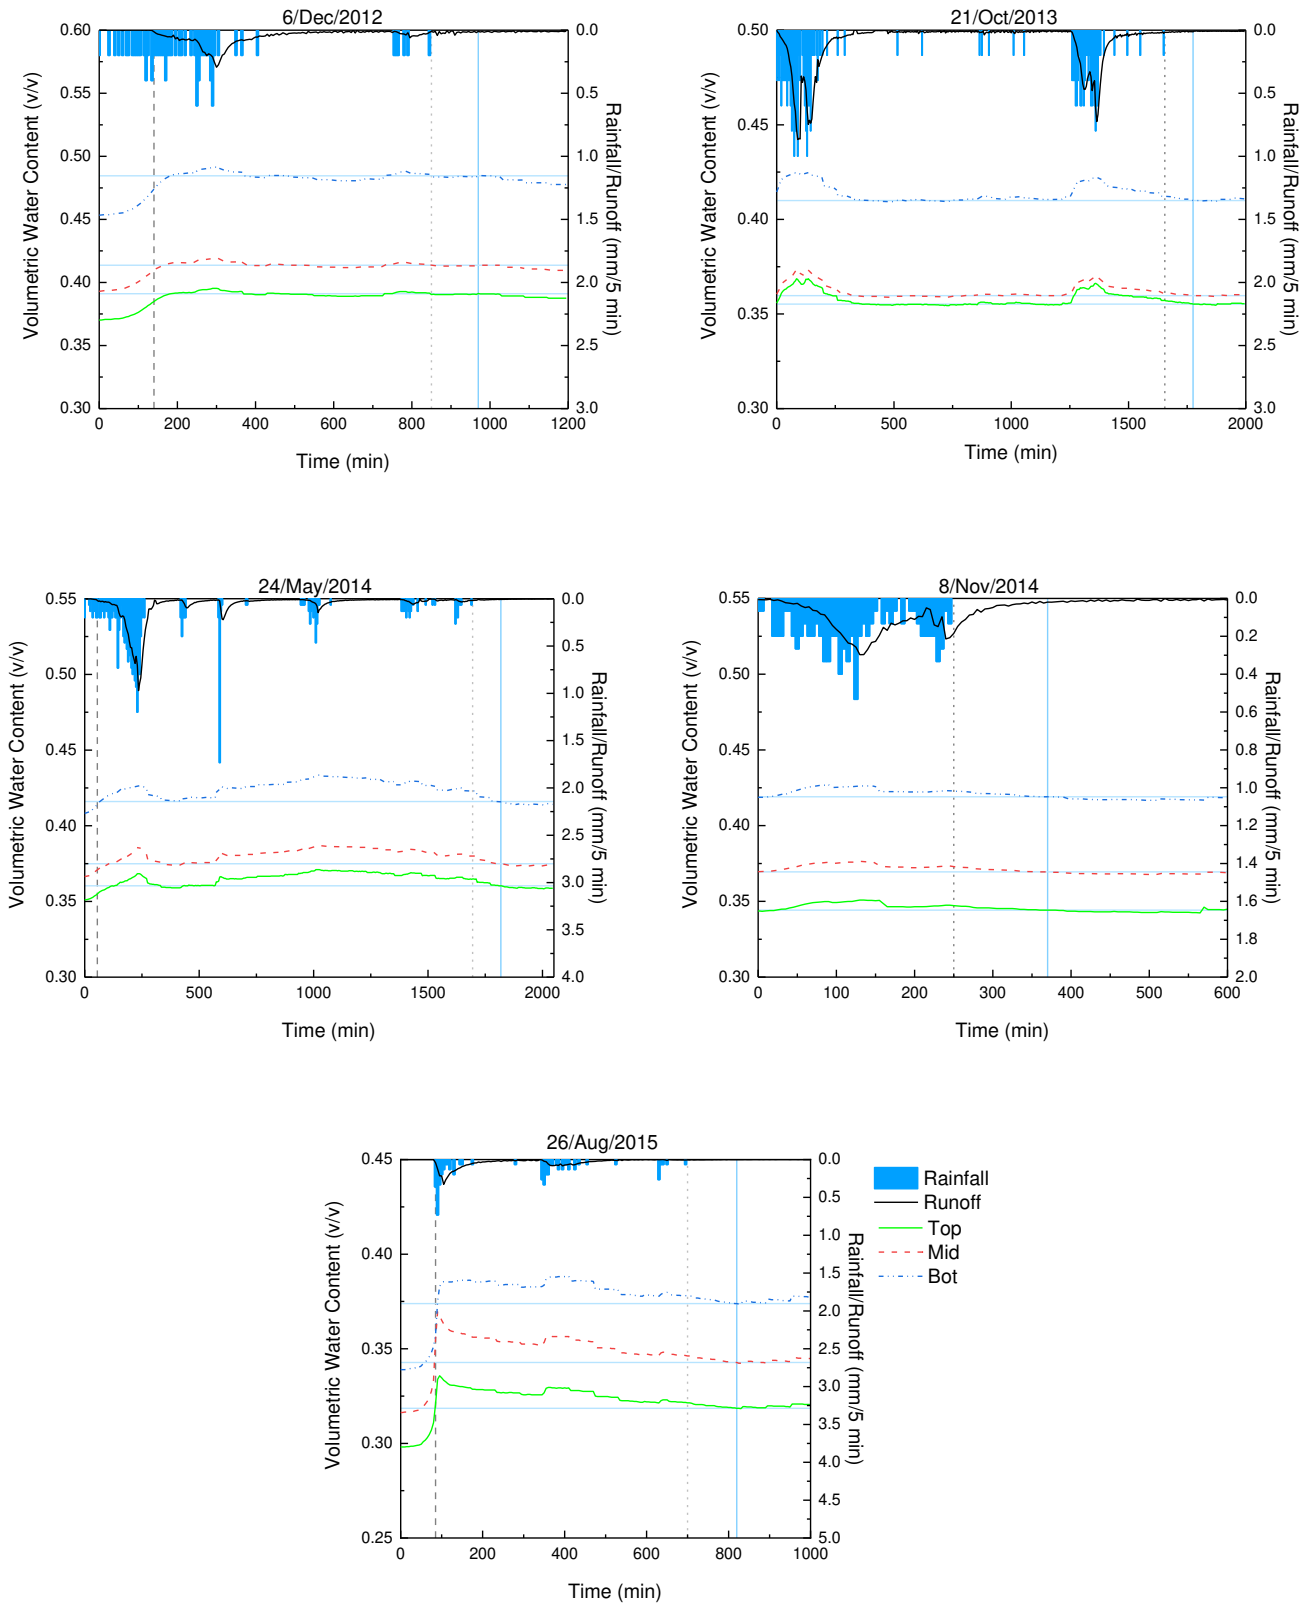 6/Dec/2012
0.60
0.55
0.50
0.45
0.40
0.35
0.30
Volumetric Water Content (v/v)
0.0
0.5
1.0
1.5
2.0
2.5
3.0
Rainfall/Runoff (mm/5 min)
0 200 400 600 800 1000 1200
Time (min)
21/Oct/2013
0.50
0.45
0.40
0.35
0.30
Volumetric Water Content (v/v)
0.0
0.5
1.0
1.5
2.0
2.5
3.0
Rainfall/Runoff (mm/5 min)
0 500 1000 1500 2000
Time (min)
24/May/2014
0.55
0.50
0.45
0.40
0.35
0.30
Volumetric Water Content (v/v)
0.0
0.5
1.0
1.5
2.0
2.5
3.0
3.5
4.0
Rainfall/Runoff (mm/5 min)
0 500 1000 1500 2000
Time (min)
8/Nov/2014
0.55
0.50
0.45
0.40
0.35
0.30
Volumetric Water Content (v/v)
0.0
0.2
0.4
0.6
0.8
1.0
1.2
1.4
1.6
1.8
2.0
Rainfall/Runoff (mm/5 min)
0 100 200 300 400 500 600
Time (min)
26/Aug/2015
0.45
0.40
0.35
0.30
0.25
Volumetric Water Content (v/v)
0.0
0.5
1.0
1.5
2.0
2.5
3.0
3.5
4.0
4.5
5.0
Rainfall/Runoff (mm/5 min)
0 200 400 600 800 1000
Time (min)
Rainfall
Runoff
Top
Mid
Bot